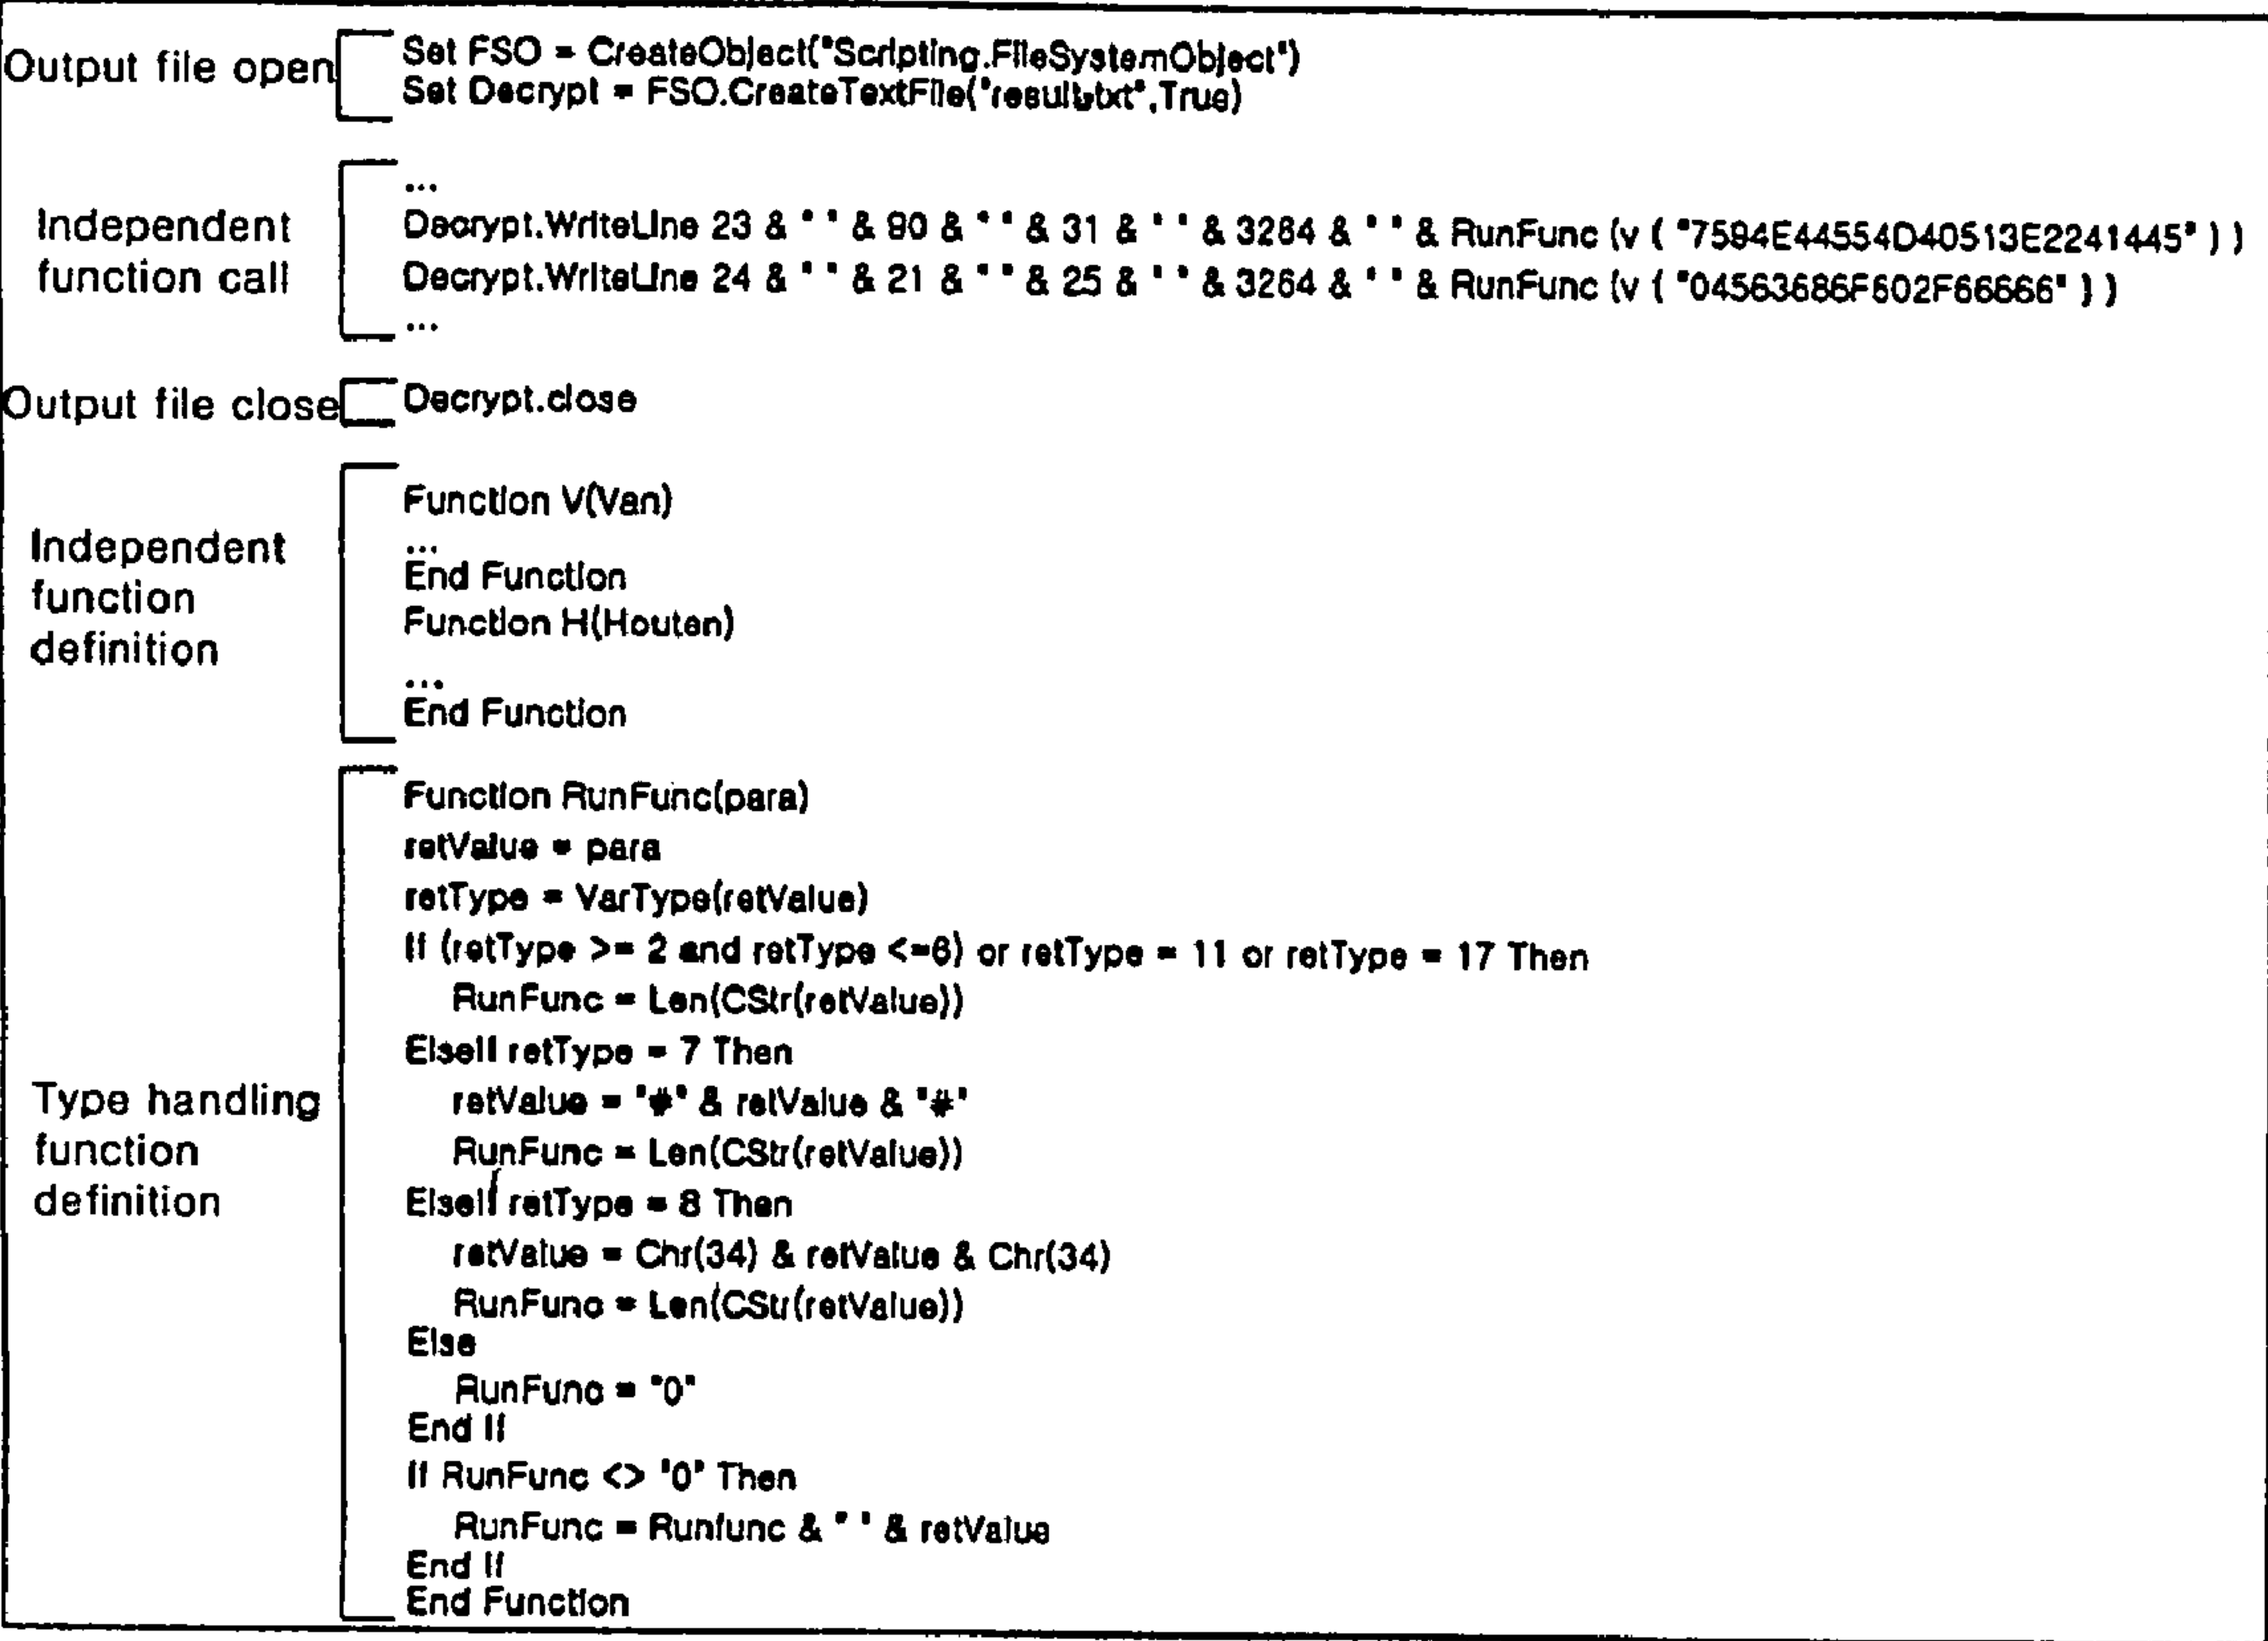 Output file open
Set FSO = CreateObject("Scripting.FileSystemObject")
Set Decrypt = FSO.CreateTextFile("result.txt",True)
Independent
function call
...
Decrypt.WriteLine 23 & " " & 90 & " " & 31 & " " & 3264 & " " & RunFunc (v ( "7594E44554D40513E2241445" ) )
Decrypt.WriteLine 24 & " " & 21 & " " & 25 & " " & 3264 & " " & RunFunc (v ( "04563686F602F66666" ) )
...
Output file close
Decrypt.close
Independent
function
definition
Function V(Van)
...
End Function
Function H(Houten)
...
End Function
Type handling
function
definition
Function RunFunc(para)
retValue = para
retType = VarType(retValue)
If (retType >= 2 and retType <=6) or retType = 11 or retType = 17 Then
RunFunc = Len(CStr(retValue))
ElseIf retType = 7 Then
retValue = "#" & retValue & "#"
RunFunc = Len(CStr(retValue))
ElseIf retType = 8 Then
retValue = Chr(34) & retValue & Chr(34)
RunFunc = Len(CStr(retValue))
Else
RunFunc = "0"
End If
If RunFunc <> "0" Then
RunFunc = Runfunc & " " & retValue
End If
End Function